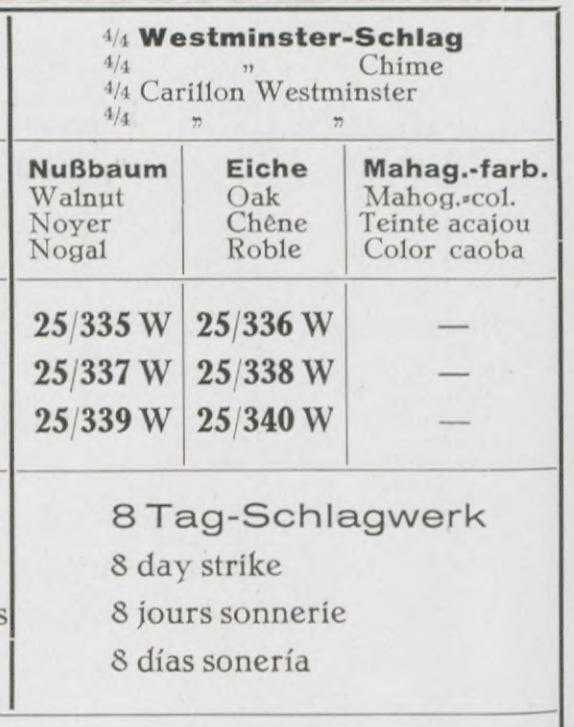 4/4 Westminster-Schlag
4/4 „ Chime
4/4 Carillon Westminster
4/4 „ „
Nußbaum Eiche Mahag.-farb.
Walnut Oak Mahog.-col.
Noyer Chêne Teinte acajou
Nogal Roble Color caoba
25/335 W 25/336 W —
25/337 W 25/338 W —
25/339 W 25/340 W —
8 Tag-Schlagwerk
8 day strike
s 8 jours sonnerie
8 días sonería